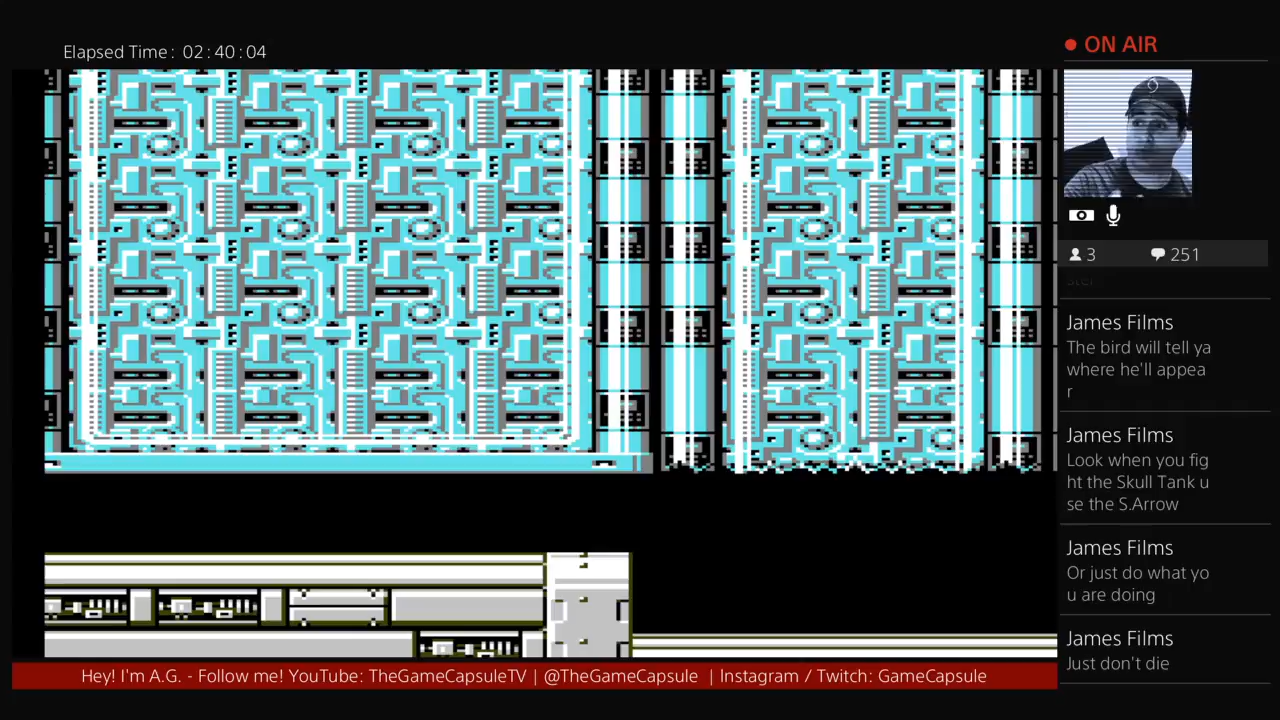 Elapsed Time: 02:40:04
ON AIR
3 251
James Films
The bird will tell ya
where he'll appea
r
James Films
Look when you fig
ht the Skull Tank u
se the S.Arrow
James Films
Or just do what yo
u are doing
James Films
Just don't die
Hey! I'm A.G. - Follow me! YouTube: TheGameCapsuleTV | @TheGameCapsule | Instagram / Twitch: GameCapsule